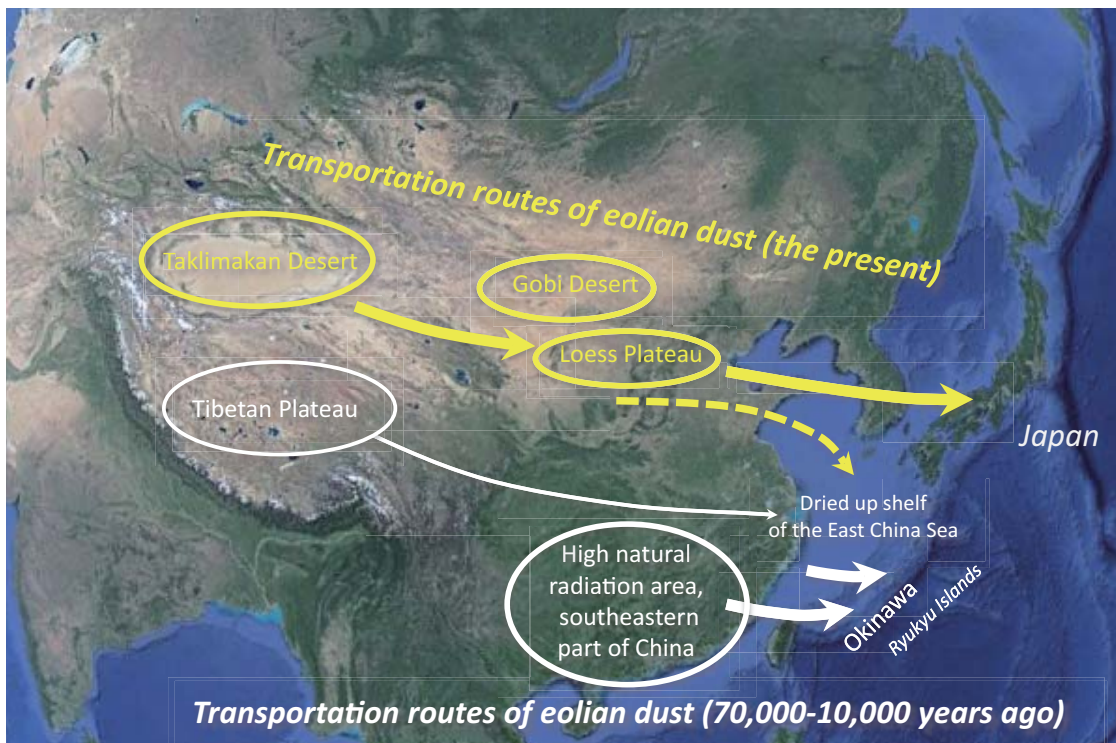 Transportation routes of eolian dust (the present)
Taklimakan Desert
Gobi Desert
Loess Plateau
Tibetan Plateau
Japan
Dried up shelf
of the East China Sea
High natural
radiation area,
southeastern
part of China
Okinawa
Ryukyu Islands
Transportation routes of eolian dust (70,000-10,000 years ago)